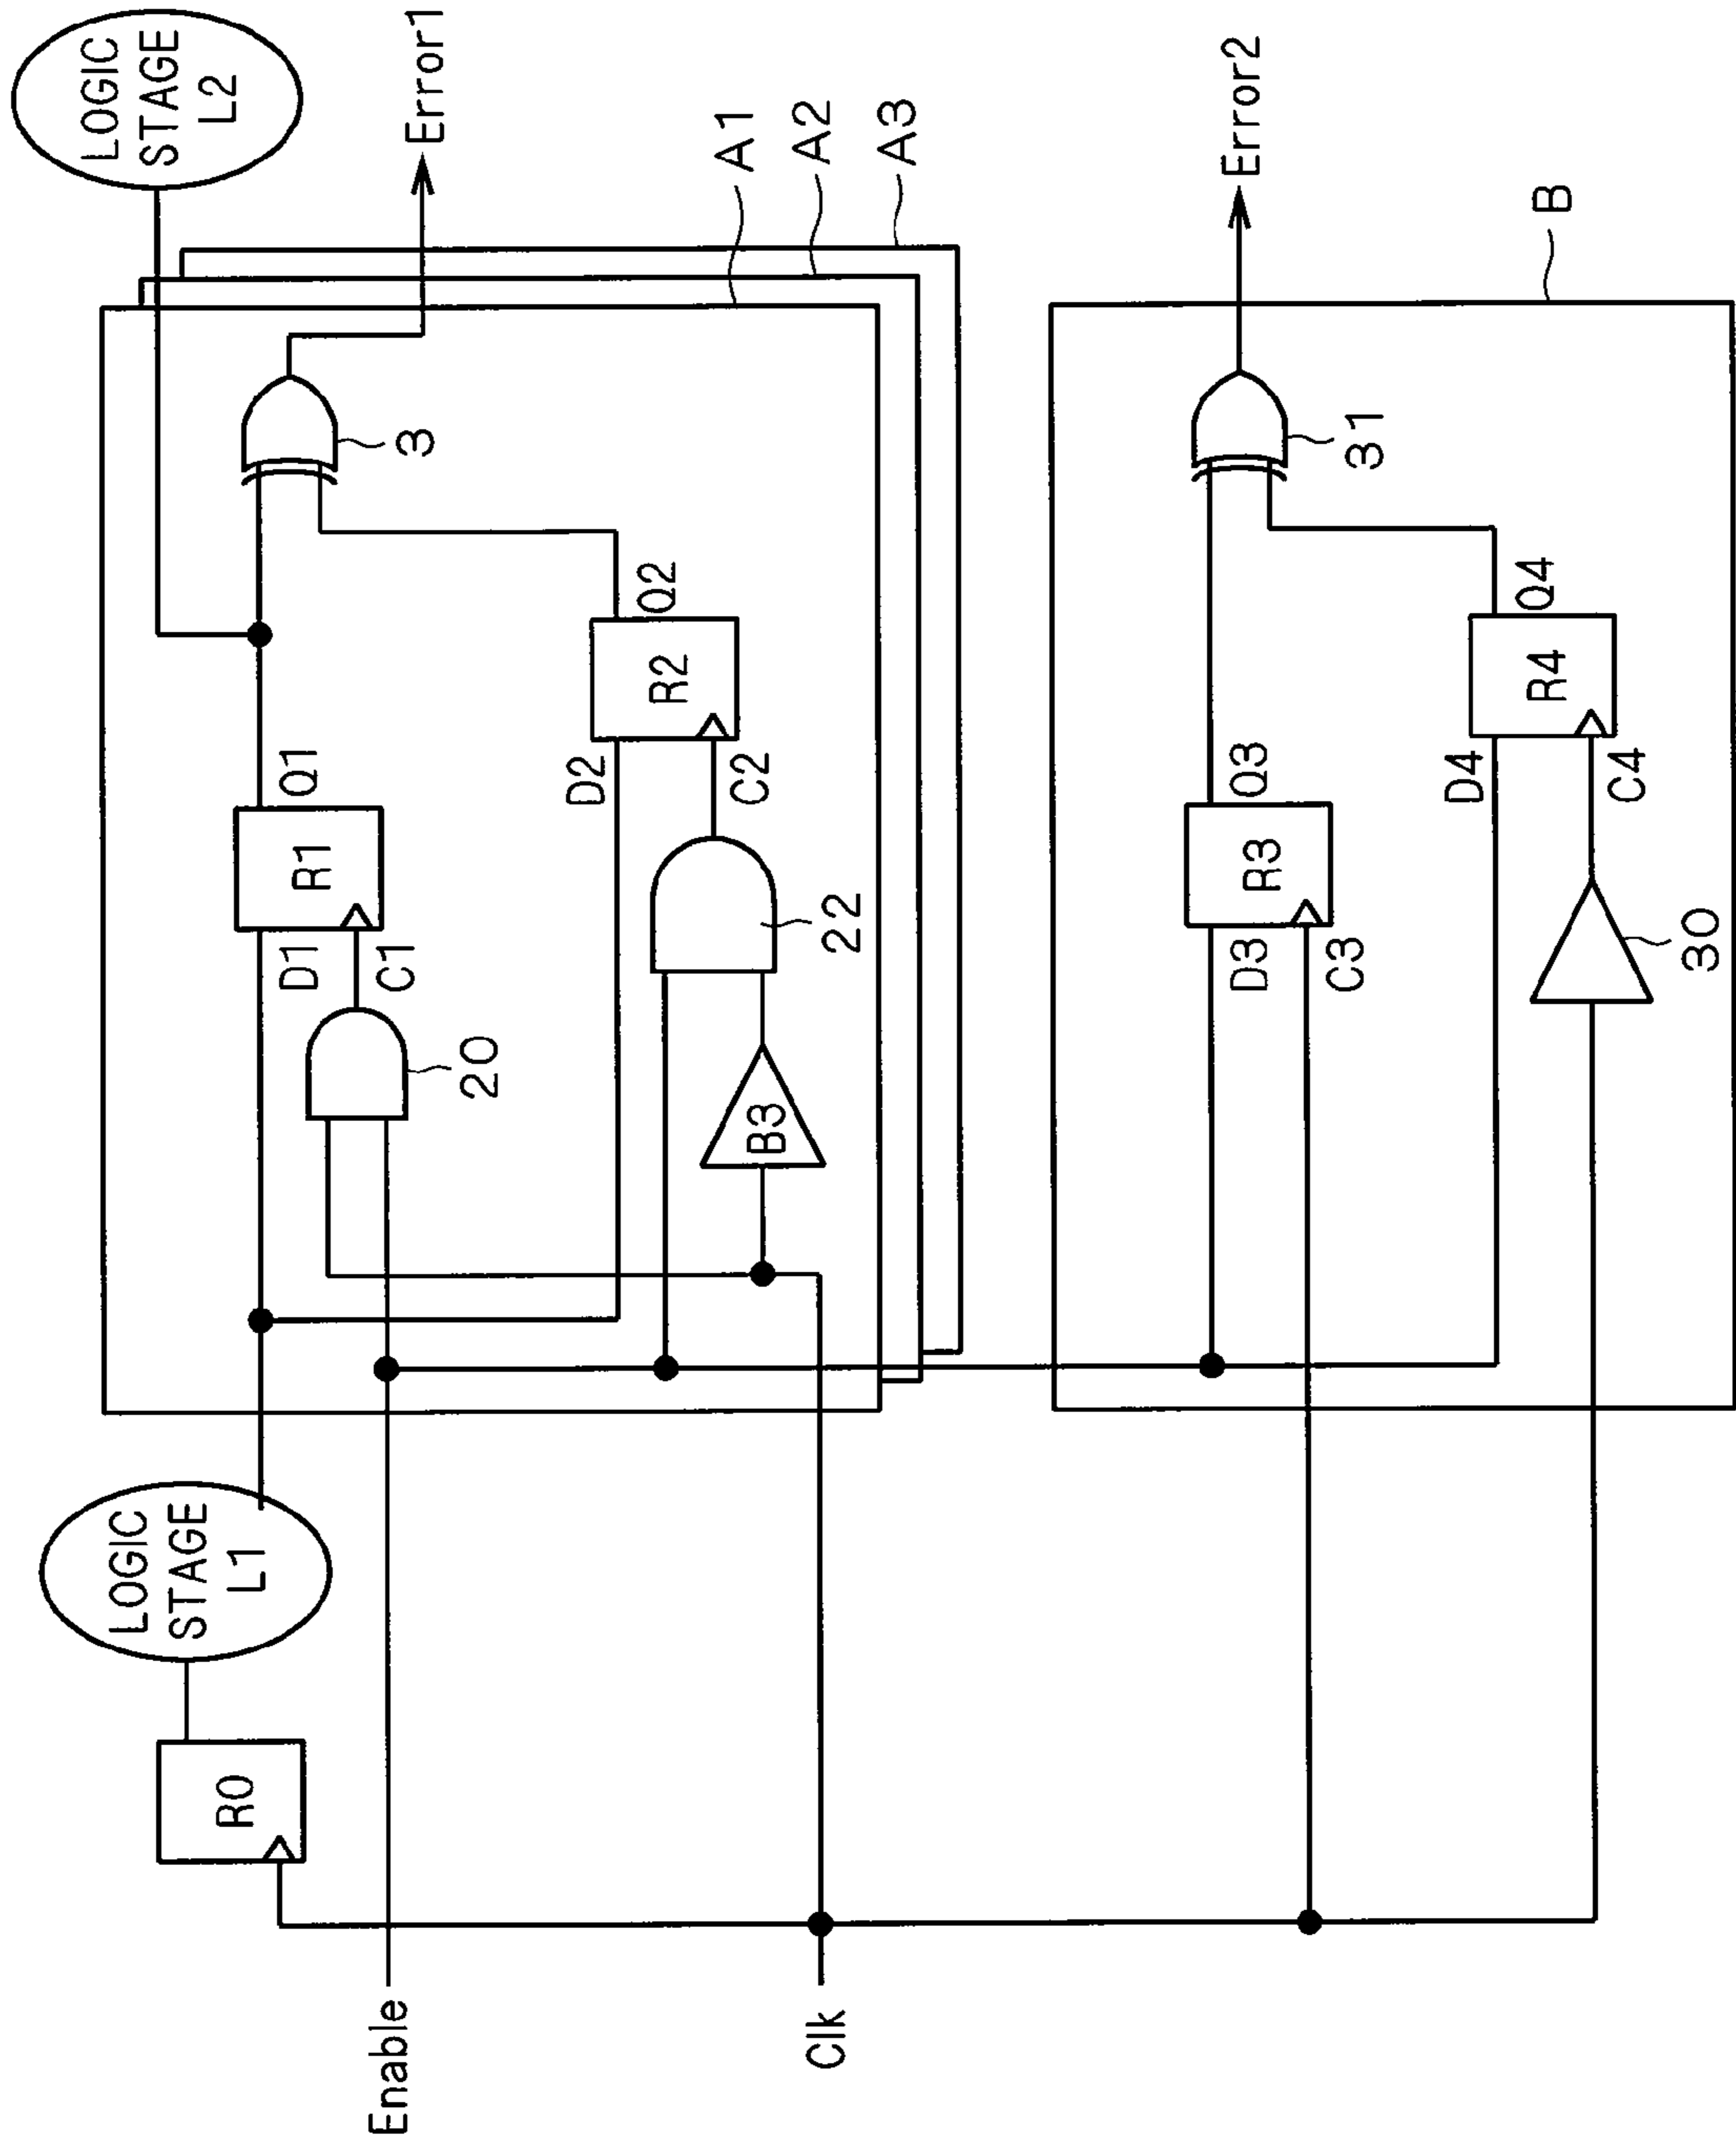 LOGIC
STAGE
L2
Error1
A1
A2
A3
3
Q1
R1
D1
C1
20
Q2
R2
D2
C2
22
B3
LOGIC
STAGE
L1
R0
Enable
Clk
Error2
B
31
Q3
R3
D3
C3
Q4
R4
D4
C4
30